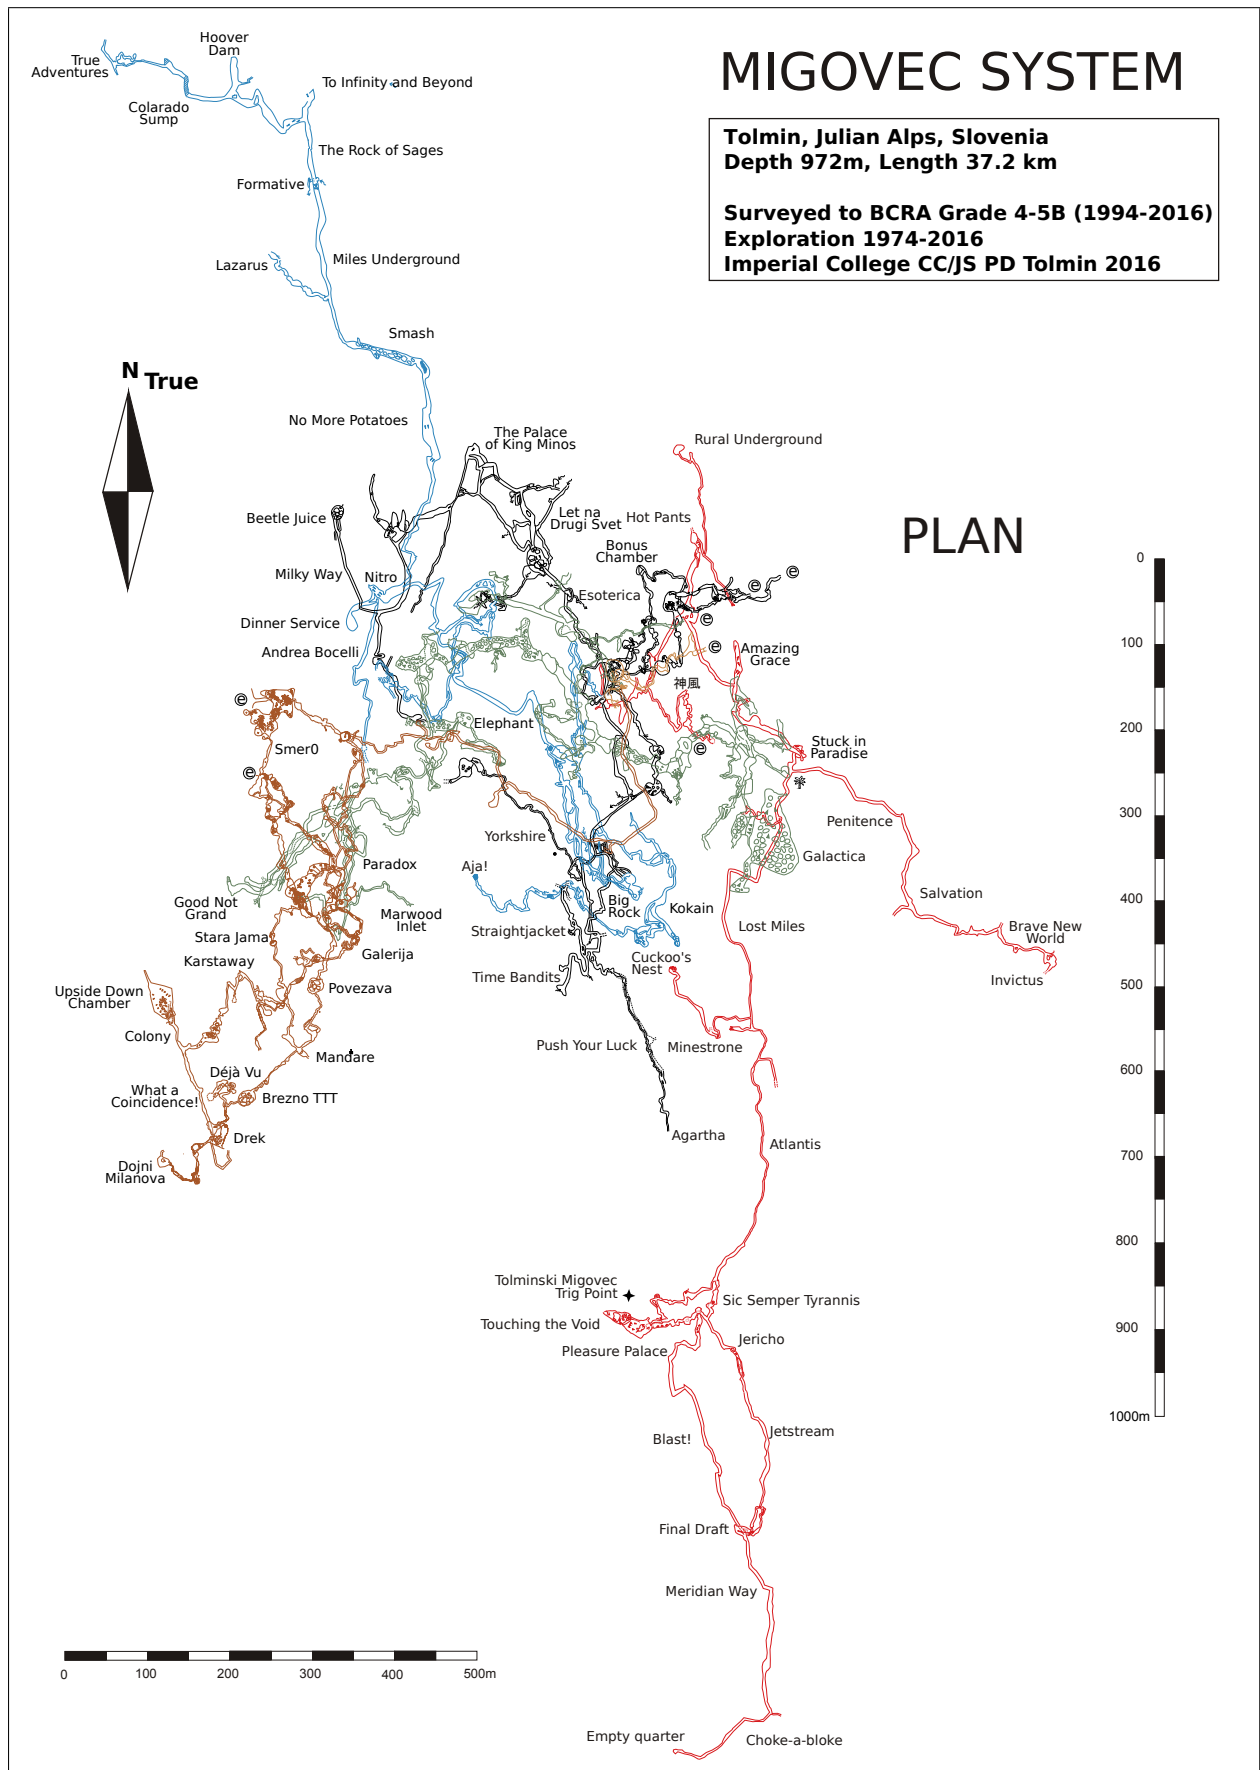 MIGOVEC SYSTEM
Tolmin, Julian Alps, Slovenia
Depth 972m, Length 37.2 km
Surveyed to BCRA Grade 4-5B (1994-2016)
Exploration 1974-2016
Imperial College CC/JS PD Tolmin 2016
Hoover
Dam
True
Adventures
To Infinity and Beyond
Colarado
Sump
The Rock of Sages
Formative
Miles Underground
Lazarus
Smash
N
True
No More Potatoes
The Palace
of King Minos
Rural Underground
Beetle Juice
Let na
Drugi Svet
Hot Pants
PLAN
Bonus
Chamber
Milky Way
Nitro
Esoterica
e
e
e
e
Dinner Service
Andrea Bocelli
Amazing
Grace
神風
e
Elephant
e
Smer0
Stuck in
Paradise
e
Penitence
Yorkshire
Galactica
Aja!
Paradox
Good Not
Grand
Marwood
Inlet
Big
Rock
Kokain
Salvation
Lost Miles
Brave New
World
Straightjacket
Stara Jama
Galerija
Karstaway
Cuckoo's
Nest
Time Bandits
Invictus
Upside Down
Chamber
Povezava
Colony
Push Your Luck
Minestrone
Mandare
Déjà Vu
What a
Coincidence!
Brezno TTT
Drek
Agartha
Atlantis
Dojni
Milanova
Tolminski Migovec
Trig Point
Sic Semper Tyrannis
Touching the Void
Jericho
Pleasure Palace
Blast!
Jetstream
Final Draft
Meridian Way
Empty quarter
Choke-a-bloke
0
100
200
300
400
500
600
700
800
900
1000m
0
100
200
300
400
500m